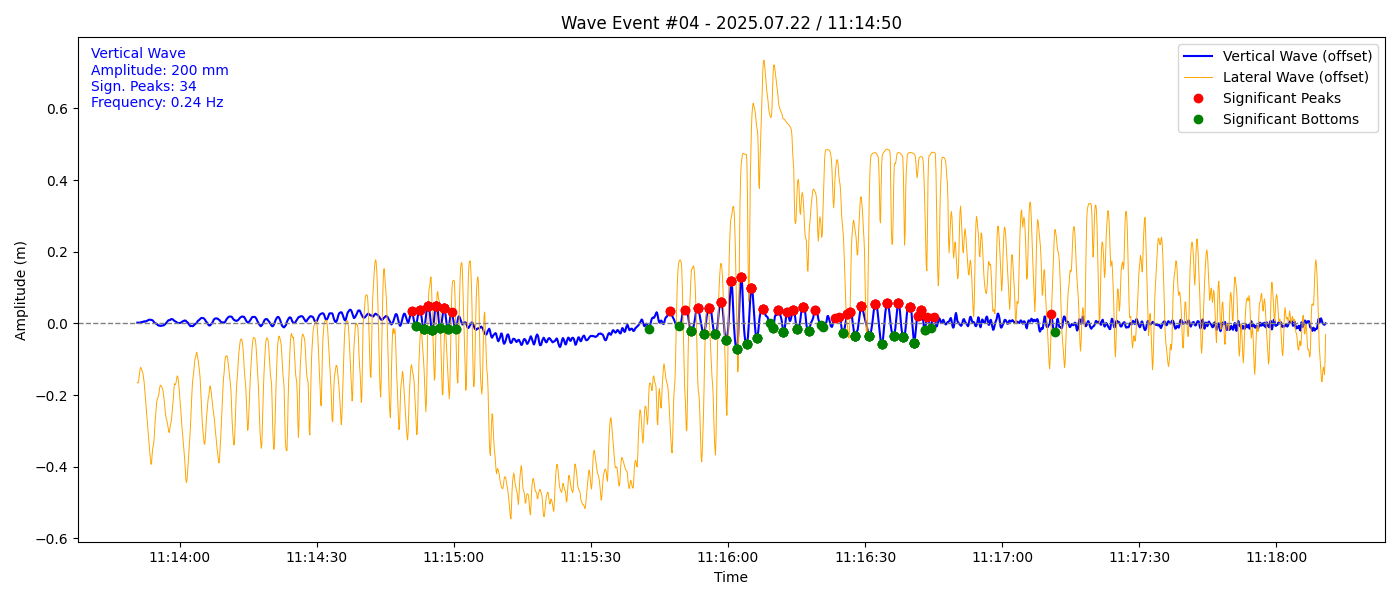 Wave Event #04 - 2025.07.22 / 11:14:50
Vertical Wave
Amplitude: 200 mm
Sign. Peaks: 34
Frequency: 0.24 Hz
Vertical Wave (offset)
Lateral Wave (offset)
Significant Peaks
Significant Bottoms
Amplitude (m)
0.6
0.4
0.2
0.0
−0.2
−0.4
−0.6
11:14:00 11:14:30 11:15:00 11:15:30 11:16:00 11:16:30 11:17:00 11:17:30 11:18:00
Time